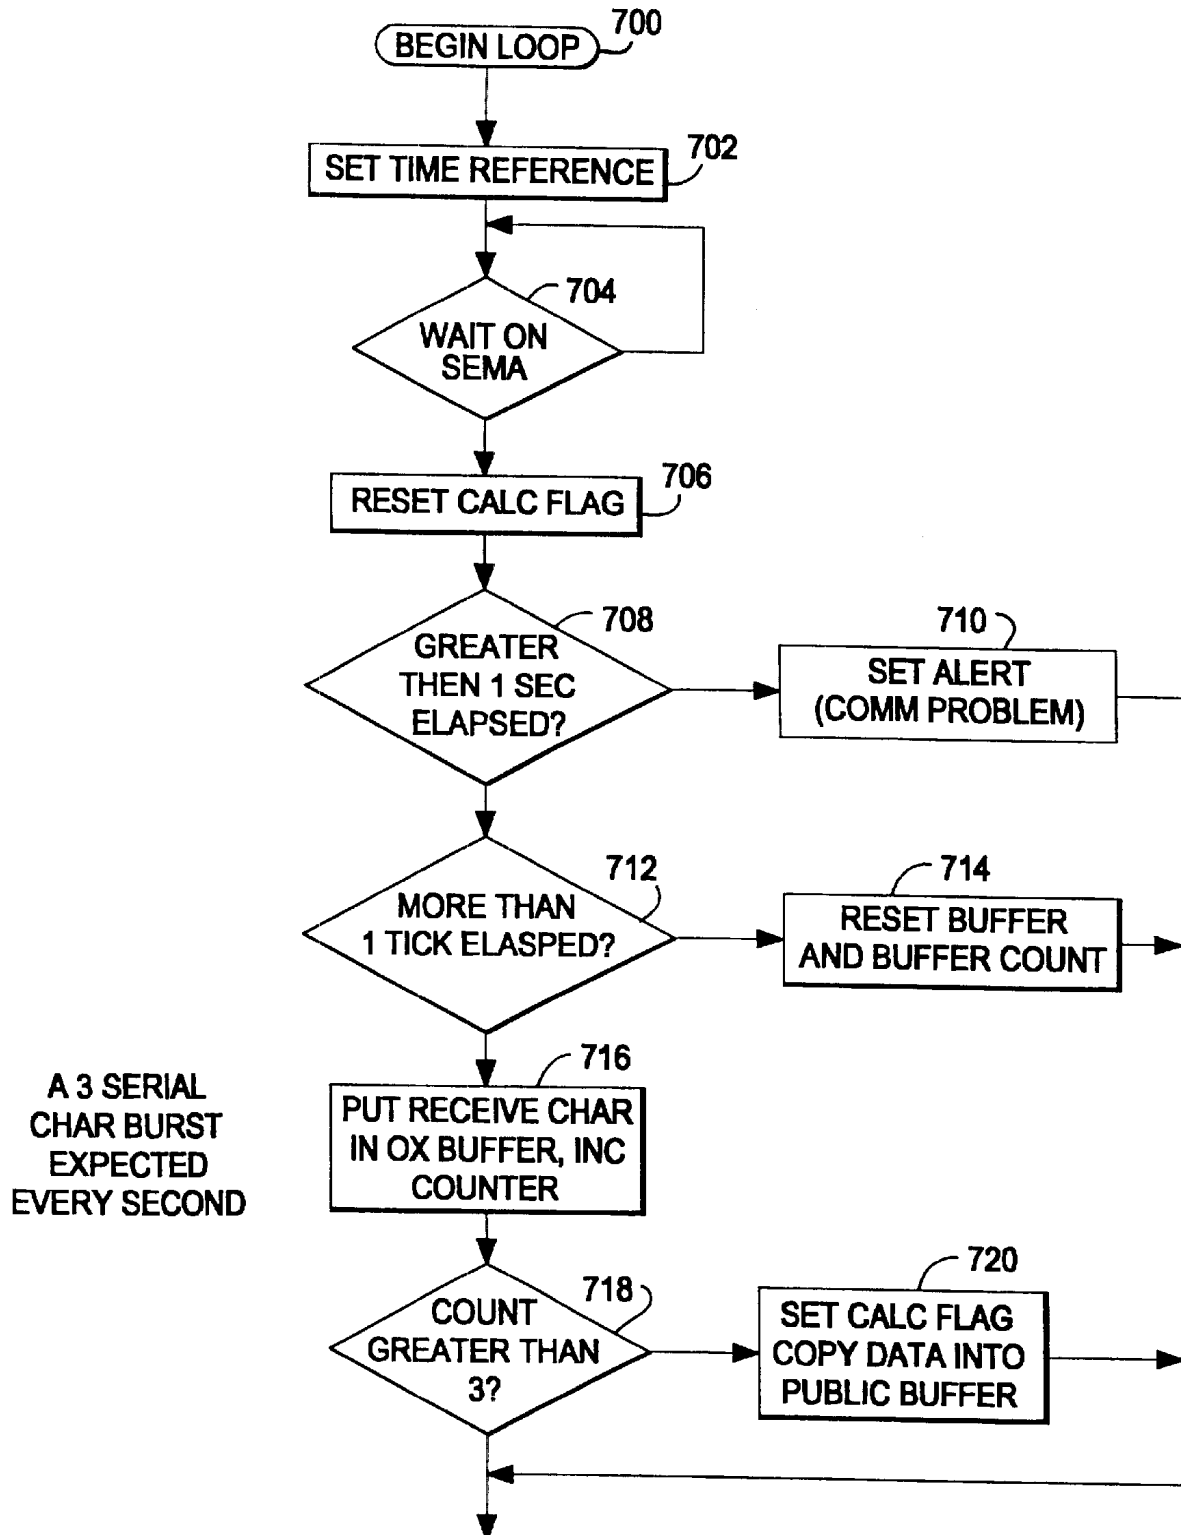 BEGIN LOOP
700
SET TIME REFERENCE
702
WAIT ON
SEMA
704
RESET CALC FLAG
706
GREATER
THEN 1 SEC
ELAPSED?
708
SET ALERT
(COMM PROBLEM)
710
MORE THAN
1 TICK ELASPED?
712
RESET BUFFER
AND BUFFER COUNT
714
A 3 SERIAL
CHAR BURST
EXPECTED
EVERY SECOND
PUT RECEIVE CHAR
IN OX BUFFER, INC
COUNTER
716
COUNT
GREATER THAN
3?
718
SET CALC FLAG
COPY DATA INTO
PUBLIC BUFFER
720